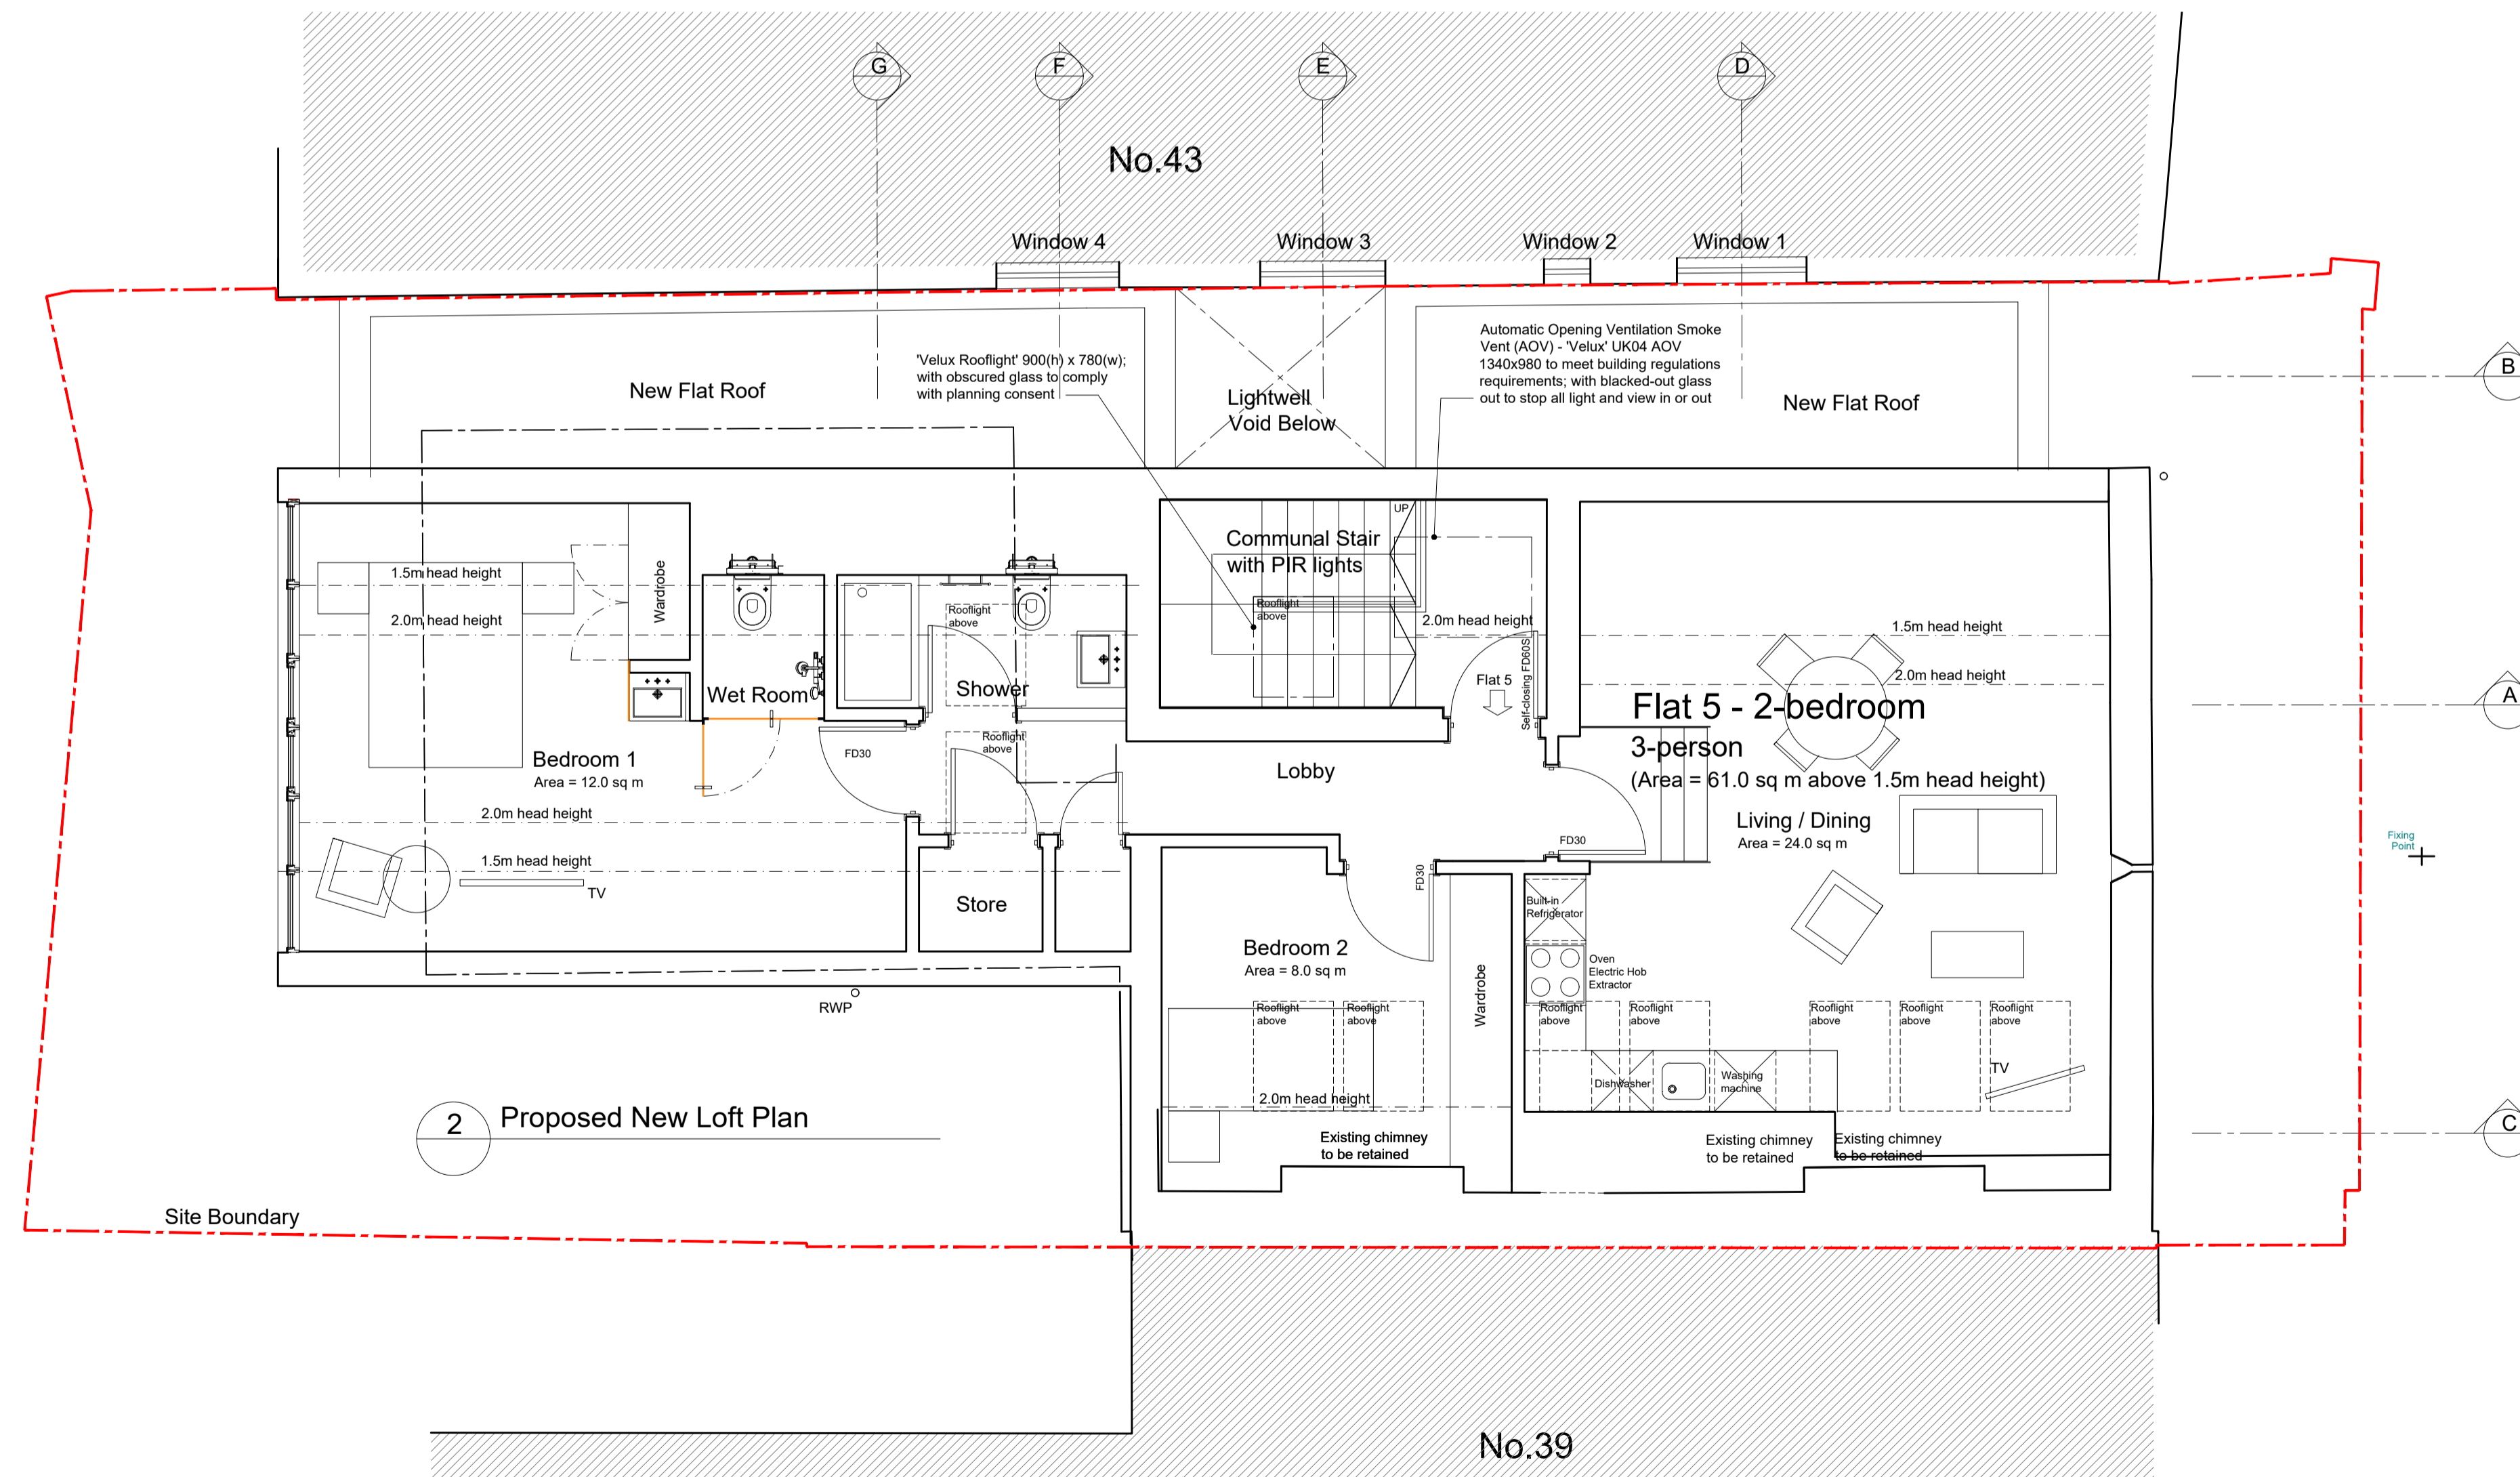 G
F
E
D
No.43
Window 4
Window 3
Window 2
Window 1
'Velux Rooflight' 900(h) x 780(w);
with obscured glass to comply
with planning consent
Automatic Opening Ventilation Smoke
Vent (AOV) - 'Velux' UK04 AOV
1340x980 to meet building regulations
requirements; with blacked-out glass
out to stop all light and view in or out
B
New Flat Roof
Lightwell
Void Below
New Flat Roof
UP
Communal Stair
with PIR lights
1.5m head height
2.0m head height
Wardrobe
Rooflight
above
Rooflight
above
2.0m head height
1.5m head height
2.0m head height
Self-closing FD60S
Flat 5
Wet Room
Shower
A
Flat 5 - 2-bedroom
3-person
(Area = 61.0 sq m above 1.5m head height)
Bedroom 1
Area = 12.0 sq m
FD30
Rooflight
above
Lobby
Living / Dining
Area = 24.0 sq m
2.0m head height
FD30
Fixing
Point
1.5m head height
TV
Store
FD30
Built-in
Refrigerator
Bedroom 2
Area = 8.0 sq m
Wardrobe
Oven
Electric Hob
Extractor
RWP
Rooflight
above
Rooflight
above
Rooflight
above
Rooflight
above
Rooflight
above
Rooflight
above
Rooflight
above
TV
Dishwasher
Washing
machine
2.0m head height
2
Proposed New Loft Plan
Existing chimney
to be retained
Existing chimney
to be retained
Existing chimney
to be retained
C
Site Boundary
No.39